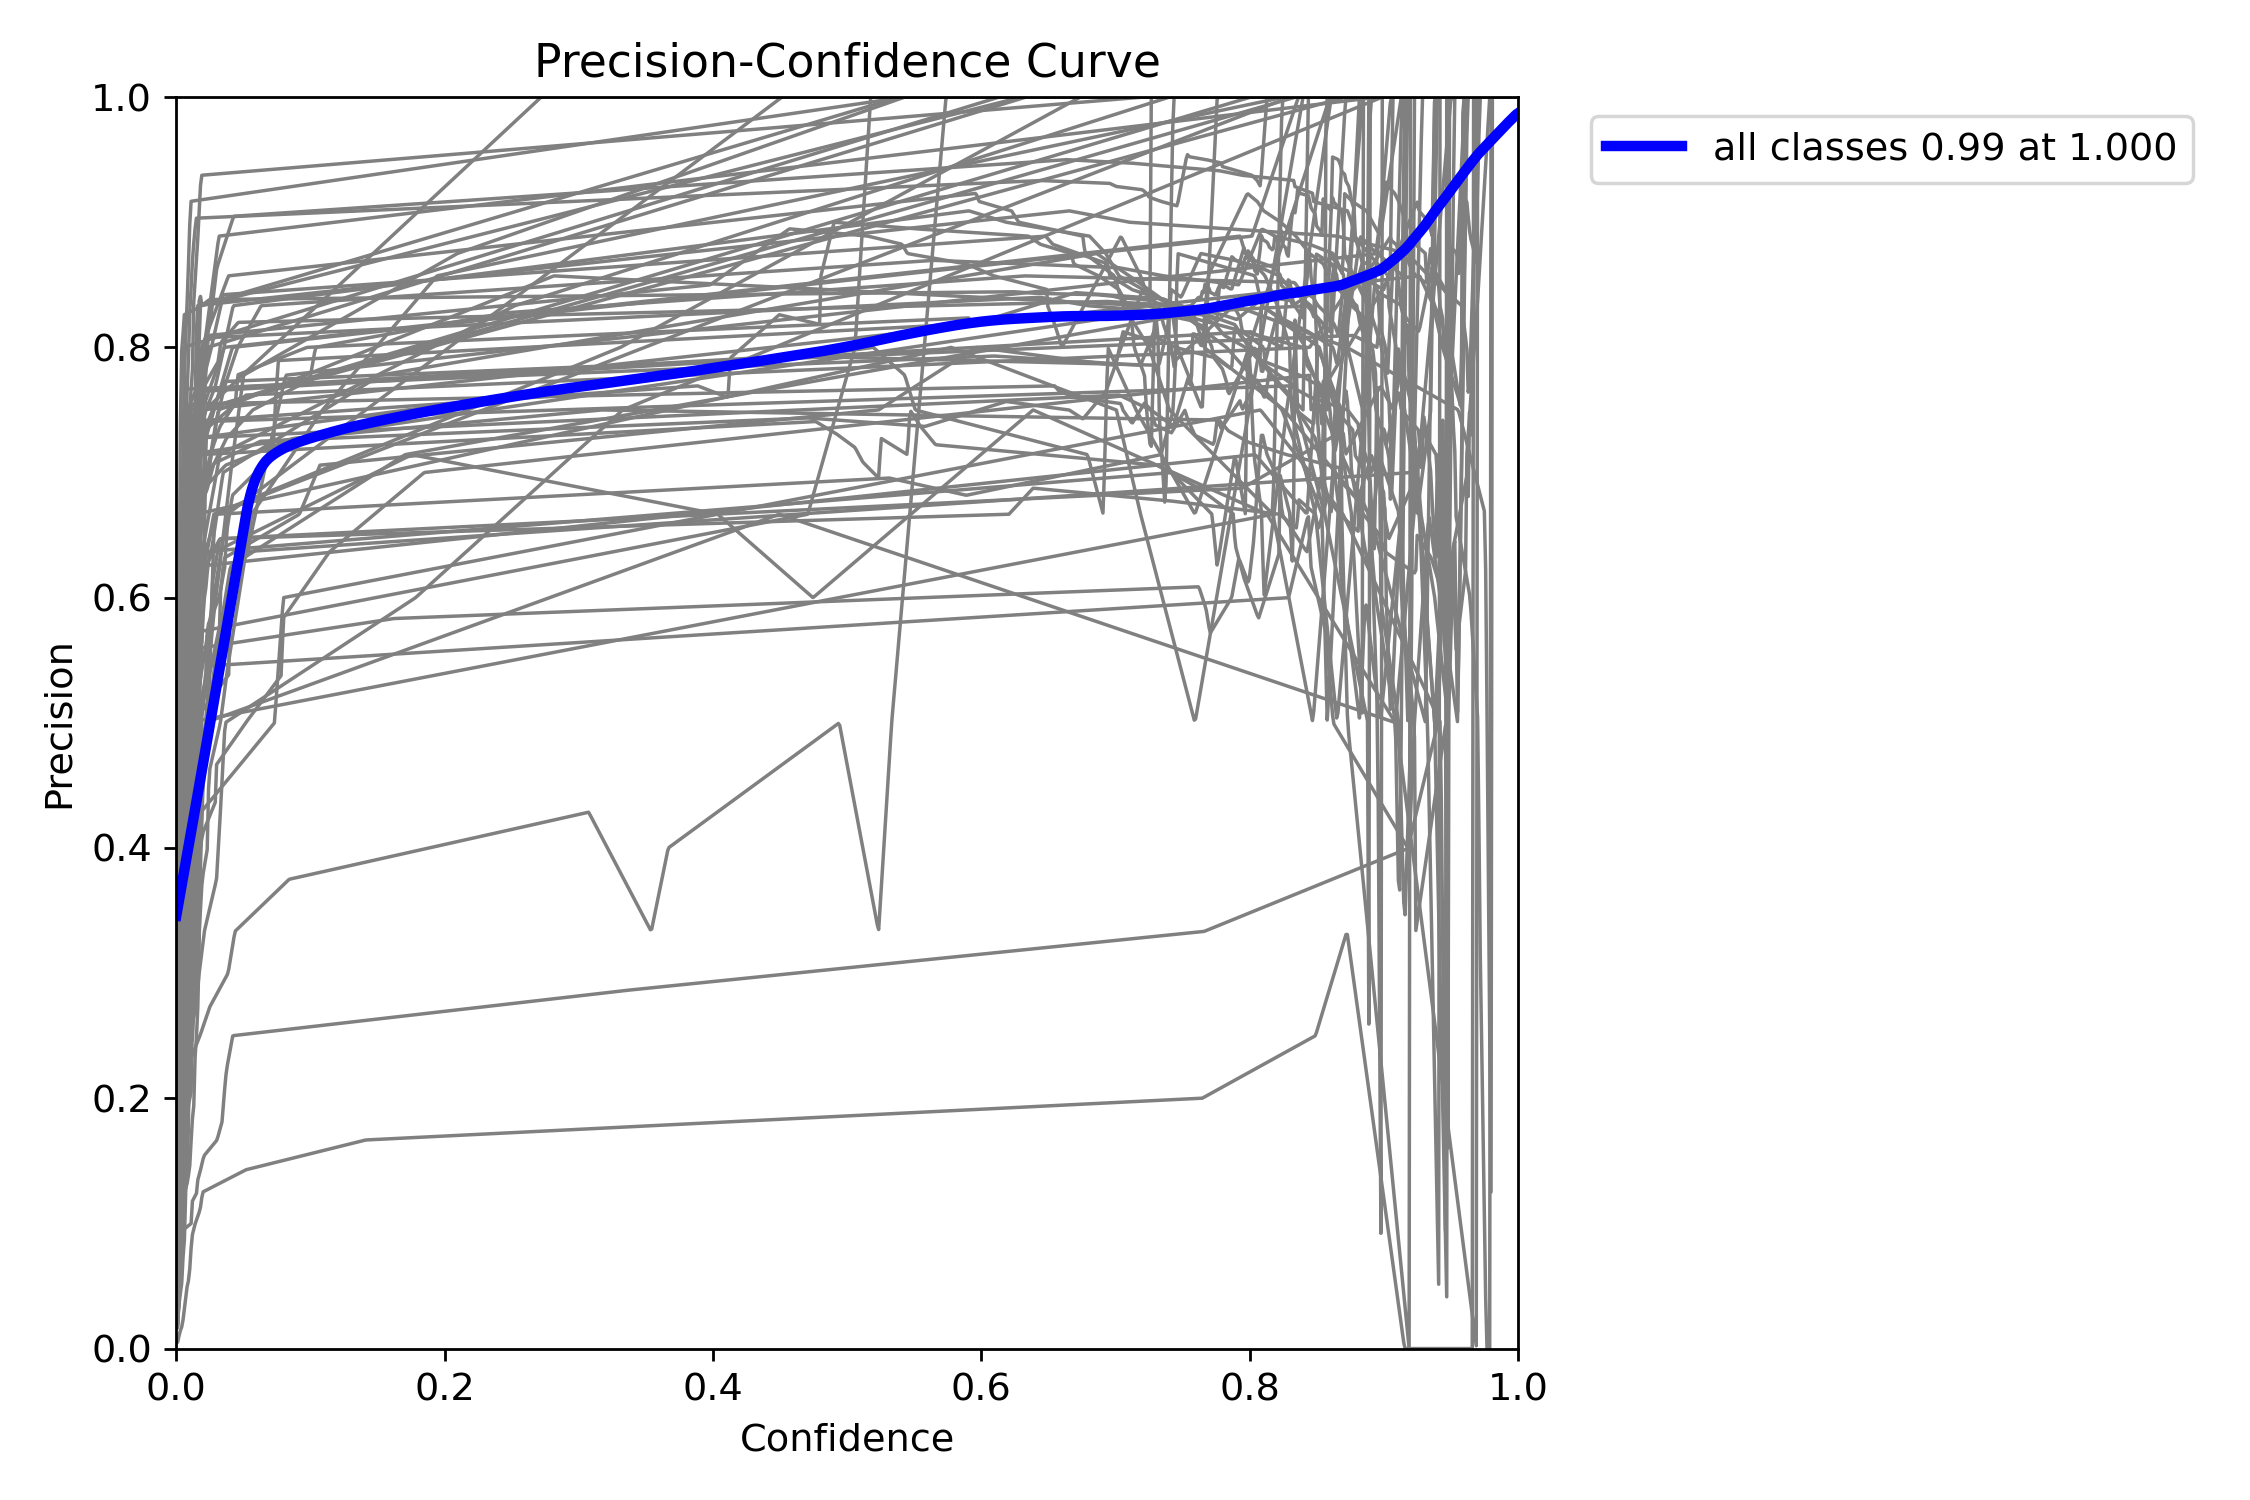 Precision-Confidence Curve
all classes 0.99 at 1.000
Precision
1.0
0.8
0.6
0.4
0.2
0.0
0.0 0.2 0.4 0.6 0.8 1.0
Confidence